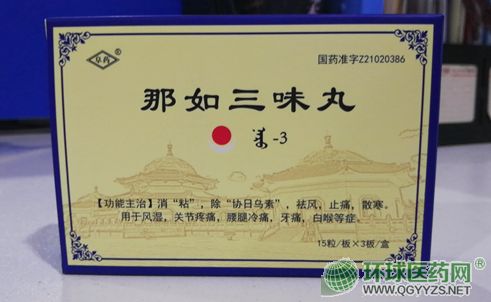 阜药
®
国药准字Z21020386
那如三味丸
-3
【功能主治】消“粘”，除“协日乌素”，祛风，止痛，散寒。
用于风湿，关节疼痛，腰腿冷痛，牙痛，白喉等症。
15粒/板×3板/盒
环球医药网
WWW.QGYYZS.NET